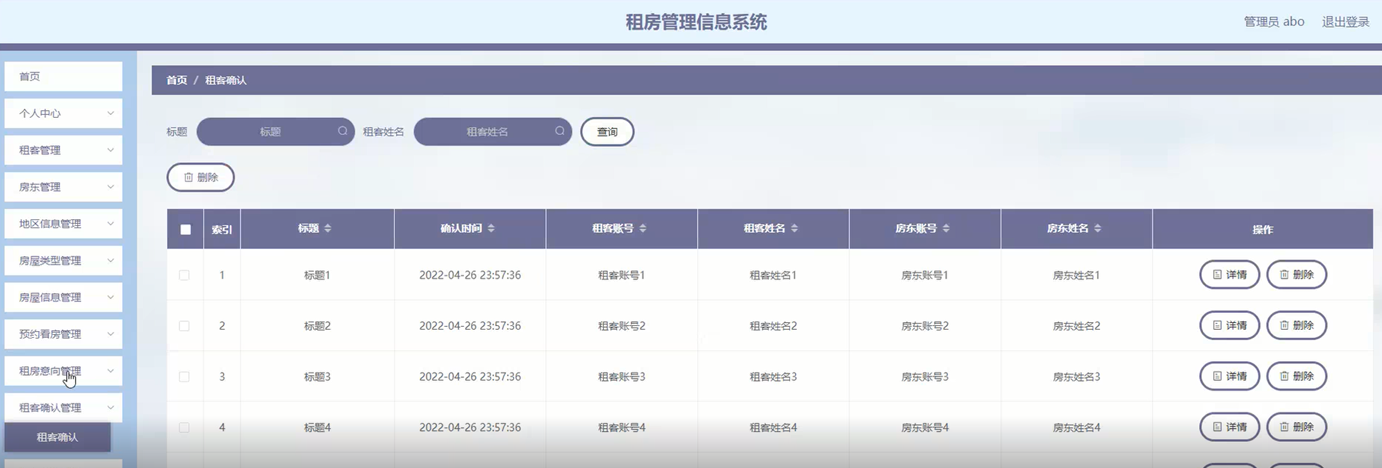 租房管理信息系统
管理员 abo 退出登录
首页
个人中心
租客管理
房东管理
地区信息管理
房屋类型管理
房屋信息管理
预约看房管理
租房意向管理
租客确认管理
租客确认
首页 / 租客确认
标题 标题 租客姓名 租客姓名 查询
删除
索引 标题 确认时间 租客账号 租客姓名 房东账号 房东姓名 操作
1 标题1 2022-04-26 23:57:36 租客账号1 租客姓名1 房东账号1 房东姓名1 详情 删除
2 标题2 2022-04-26 23:57:36 租客账号2 租客姓名2 房东账号2 房东姓名2 详情 删除
3 标题3 2022-04-26 23:57:36 租客账号3 租客姓名3 房东账号3 房东姓名3 详情 删除
4 标题4 2022-04-26 23:57:36 租客账号4 租客姓名4 房东账号4 房东姓名4 详情 删除